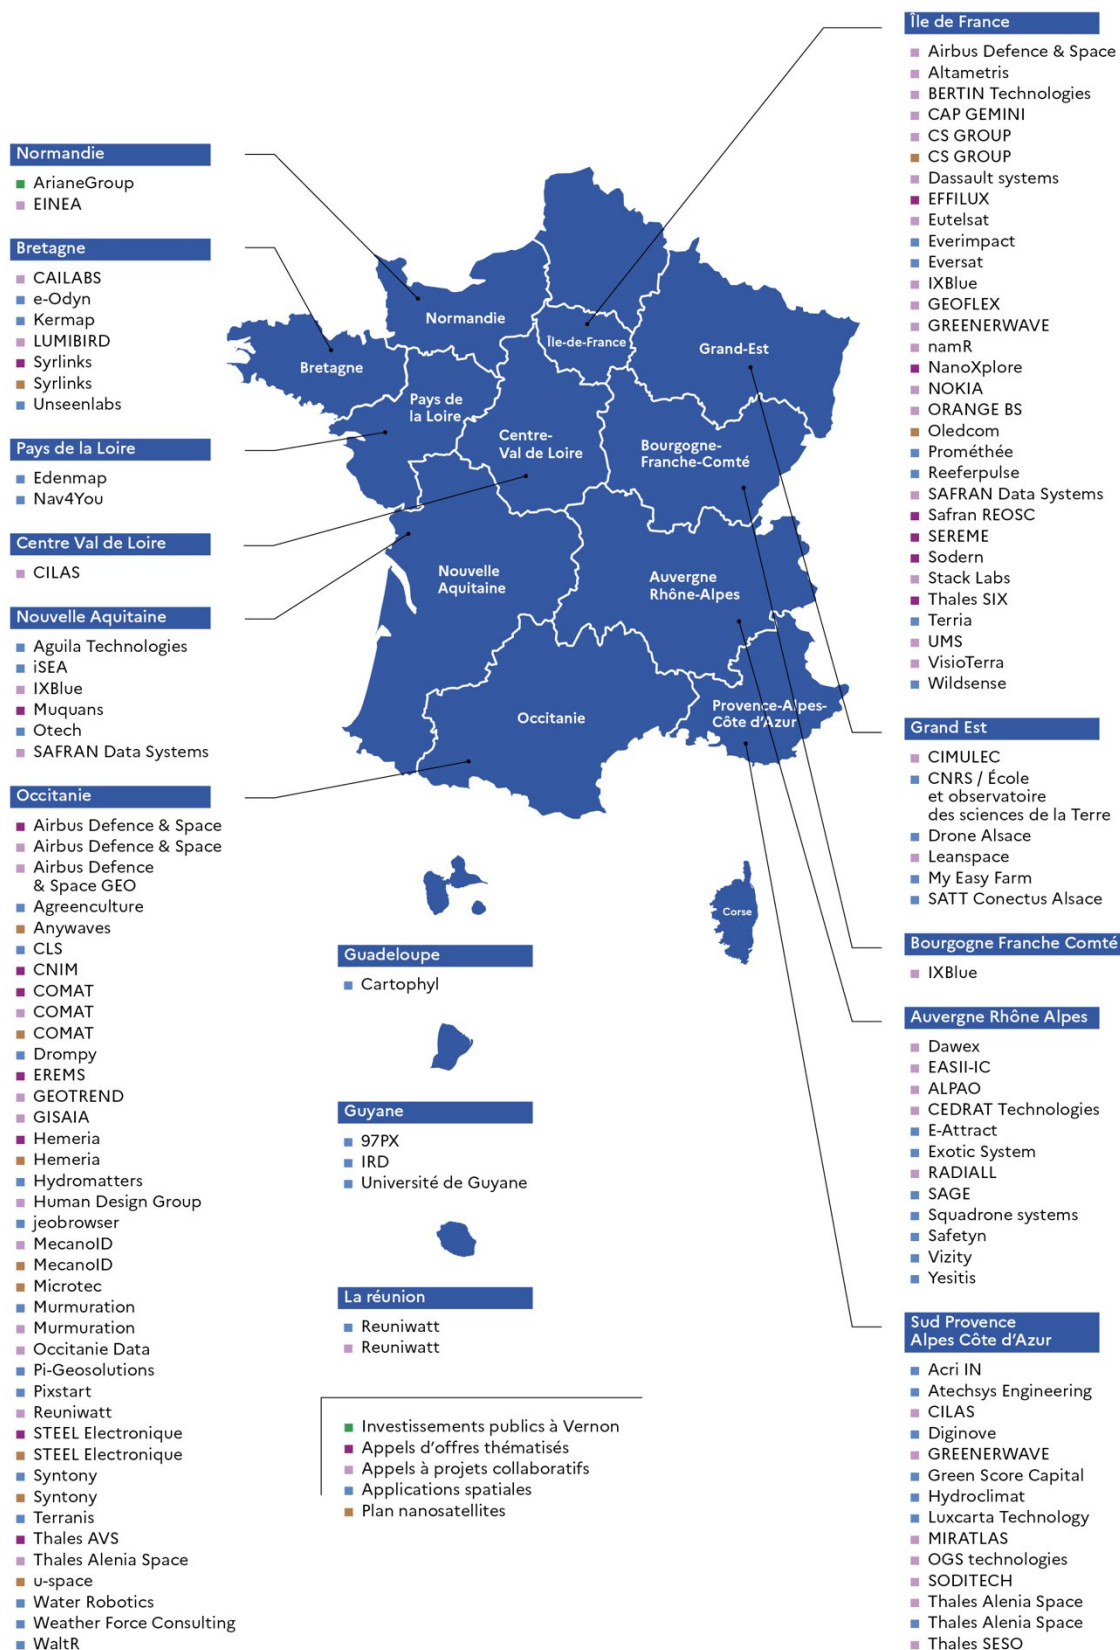 Normandie
ArianeGroup
EINEA
Bretagne
CAILABS
e-Odyn
Kermap
LUMIBIRD
Syrlinks
Syrlinks
Unseenlabs
Pays de la Loire
Edenmap
Nav4You
Centre Val de Loire
CILAS
Nouvelle Aquitaine
Aguila Technologies
iSEA
IXBlue
Muquans
Otech
SAFRAN Data Systems
Occitanie
Airbus Defence & Space
Airbus Defence & Space
Airbus Defence
& Space GEO
Agreenculture
Anywaves
CLS
CNIM
COMAT
COMAT
COMAT
Drompy
EREMS
GEOTREND
GISAIA
Hemeria
Hemeria
Hydromatters
Human Design Group
jeobrowser
MecanoID
MecanoID
Microtec
Murmuration
Murmuration
Occitanie Data
Pi-Geosolutions
Pixstart
Reuniwatt
STEEL Electronique
STEEL Electronique
Syntony
Syntony
Terranis
Thales AVS
Thales Alenia Space
u-space
Water Robotics
Weather Force Consulting
WaltR
Normandie
Île-de-France
Grand-Est
Bretagne
Pays de
la Loire
Centre-
Val de Loire
Bourgogne-
Franche-Comté
Nouvelle
Aquitaine
Auvergne
Rhône-Alpes
Occitanie
Provence-Alpes-
Côte d'Azur
Corse
Guadeloupe
Cartophyl
Guyane
97PX
IRD
Université de Guyane
La réunion
Reuniwatt
Reuniwatt
Investissements publics à Vernon
Appels d'offres thématisés
Appels à projets collaboratifs
Applications spatiales
Plan nanosatellites
Île de France
Airbus Defence & Space
Altametris
BERTIN Technologies
CAP GEMINI
CS GROUP
CS GROUP
Dassault systems
EFFILUX
Eutelsat
Everimpact
Eversat
IXBlue
GEOFLEX
GREENERWAVE
namR
NanoXplore
NOKIA
ORANGE BS
Oledcom
Prométhée
Reeferpulse
SAFRAN Data Systems
Safran REOSC
SEREME
Sodern
Stack Labs
Thales SIX
Terria
UMS
VisioTerra
Wildsense
Grand Est
CIMULEC
CNRS / École
et observatoire
des sciences de la Terre
Drone Alsace
Leanspace
My Easy Farm
SATT Conectus Alsace
Bourgogne Franche Comté
IXBlue
Auvergne Rhône Alpes
Dawex
EASII-IC
ALPAO
CEDRAT Technologies
E-Attract
Exotic System
RADIALL
SAGE
Squadrone systems
Safetyn
Vizity
Yesitis
Sud Provence
Alpes Côte d'Azur
Acri IN
Atechsys Engineering
CILAS
Diginove
GREENERWAVE
Green Score Capital
Hydroclimat
Luxcarta Technology
MIRATLAS
OGS technologies
SODITECH
Thales Alenia Space
Thales Alenia Space
Thales SESO